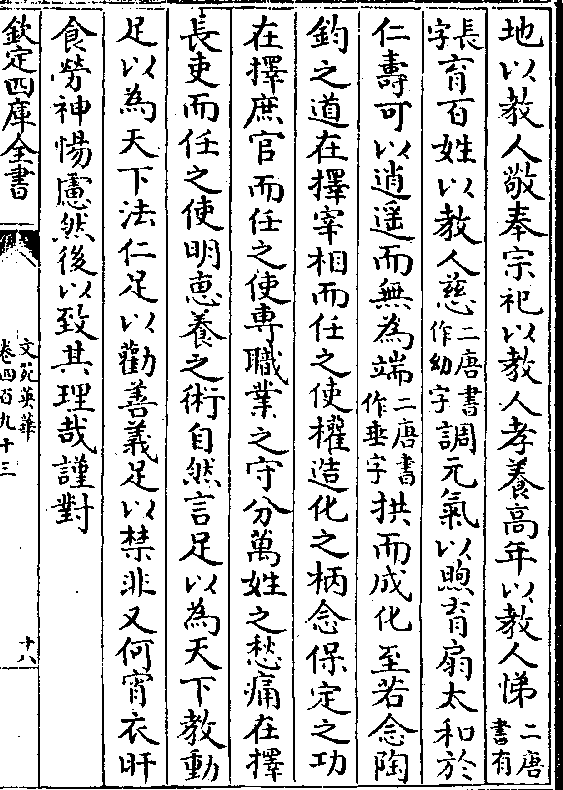 地以教人敬奉宗祀以教人孝養高年以教人悌二唐書有
長字育百姓以教人慈二唐書作幼字調元氣以煦育扇太和於
仁壽可以逍遥而無為端二唐書作垂字拱而成化至若念陶
鈞之道在擇宰相而任之使權造化之柄念保定之功
在擇庶官而任之使専職業之守分萬姓之愁痛在擇
長吏而任之使明恵養之術自然言足以為天下教動
足以為天下法仁足以勸善義足以禁非又何宵衣旰
食勞神惕慮然後以致其理哉謹對
欽定四庫全書
文苑英華
卷四百九十三
十八